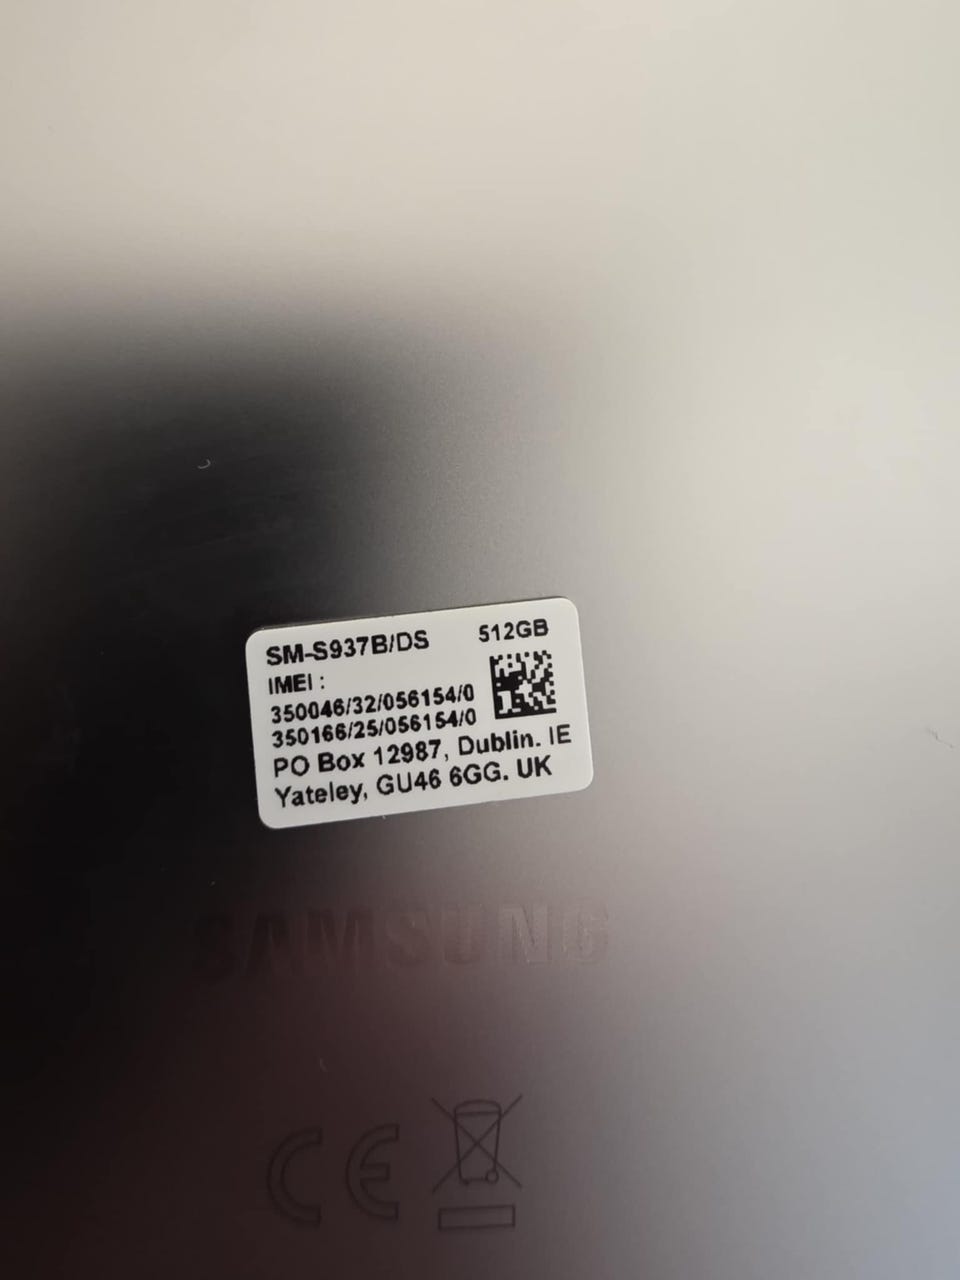 SM-S937B/DS 512GB
IMEI :
350046/32/056154/0
350166/25/056154/0
PO Box 12987, Dublin. IE
Yateley, GU46 6GG. UK
SAMSUNG
CE